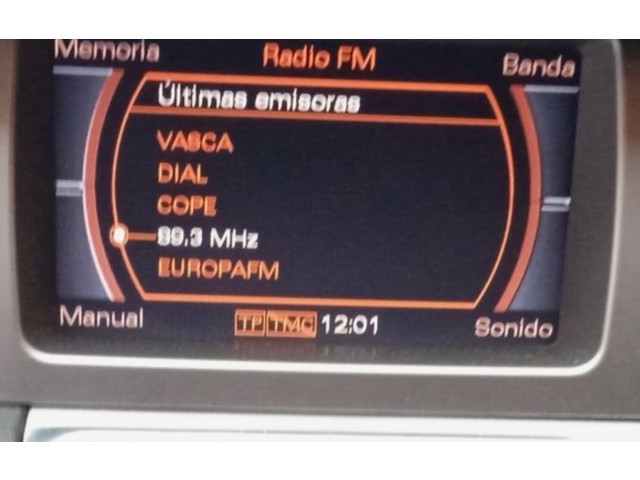 Memoria Radio FM Banda
Últimas emisoras
VASCA
DIAL
COPE
89.3 MHz
EUROPAFM
Manual TP TMC 12:01 Sonido